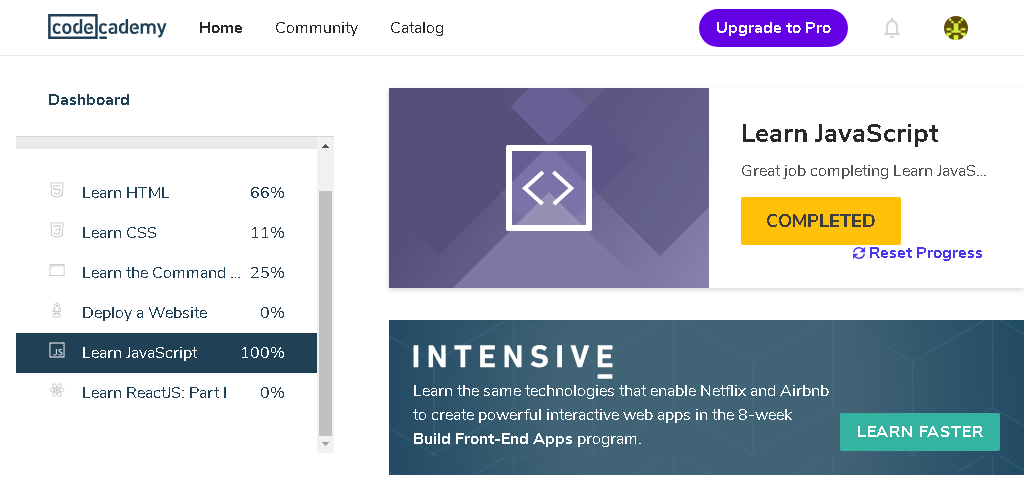 codecademy
Home
Community
Catalog
Upgrade to Pro
Dashboard
Learn HTML 66%
Learn CSS 11%
Learn the Command ... 25%
Deploy a Website 0%
JS Learn JavaScript 100%
Learn ReactJS: Part I 0%
Learn JavaScript
Great job completing Learn JavaS...
COMPLETED
Reset Progress
INTENSIVE
Learn the same technologies that enable Netflix and Airbnb
to create powerful interactive web apps in the 8-week
Build Front-End Apps program.
LEARN FASTER